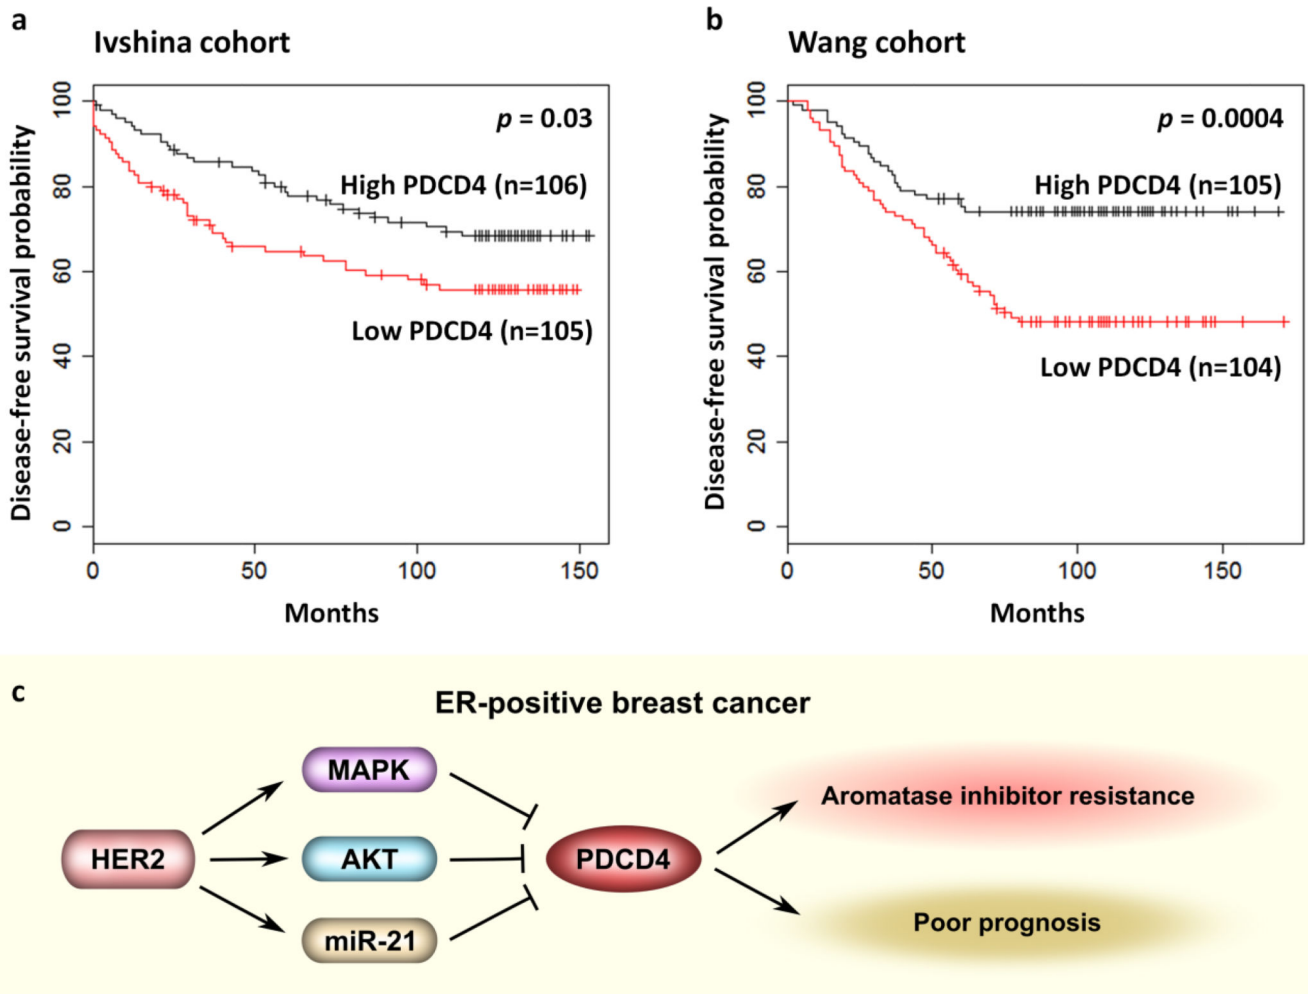 a
Ivshina cohort
Disease-free survival probability
100
80
60
40
20
0
p = 0.03
High PDCD4 (n=106)
Low PDCD4 (n=105)
0 50 100 150
Months
b
Wang cohort
Disease-free survival probability
100
80
60
40
20
0
p = 0.0004
High PDCD4 (n=105)
Low PDCD4 (n=104)
0 50 100 150
Months
c
ER-positive breast cancer
HER2
MAPK
AKT
miR-21
PDCD4
Aromatase inhibitor resistance
Poor prognosis